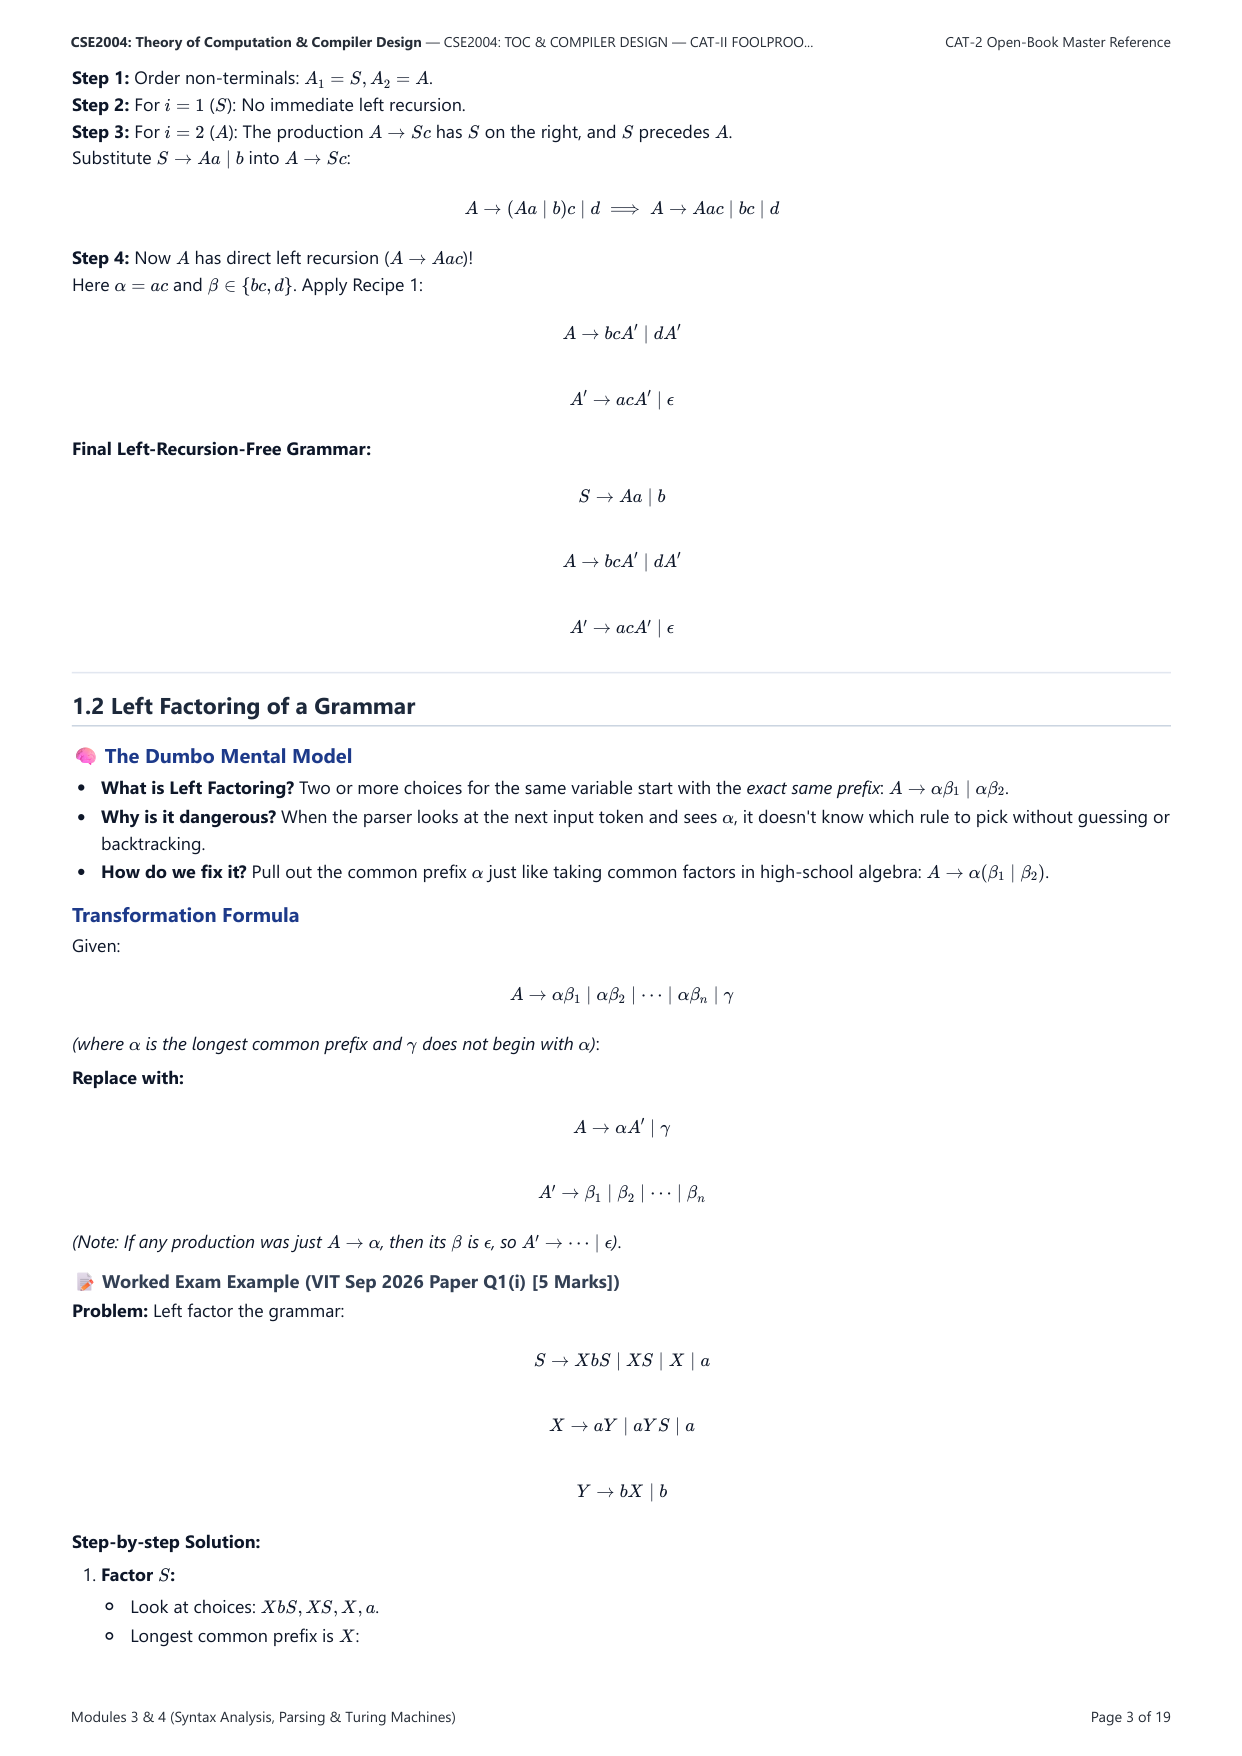 CSE2004: Theory of Computation & Compiler Design — CSE2004: TOC & COMPILER DESIGN — CAT-II FOOLPROO... CAT-2 Open-Book Master Reference
Step 1: Order non-terminals: A₁ = S, A₂ = A.
Step 2: For i = 1 (S): No immediate left recursion.
Step 3: For i = 2 (A): The production A → Sc has S on the right, and S precedes A.
Substitute S → Aa | b into A → Sc:
A → (Aa | b)c | d ⟹ A → Aac | bc | d
Step 4: Now A has direct left recursion (A → Aac)!
Here α = ac and β ∈ {bc, d}. Apply Recipe 1:
A → bcA′ | dA′
A′ → acA′ | ϵ
Final Left-Recursion-Free Grammar:
S → Aa | b
A → bcA′ | dA′
A′ → acA′ | ϵ
1.2 Left Factoring of a Grammar
🧠 The Dumbo Mental Model
• What is Left Factoring? Two or more choices for the same variable start with the exact same prefix: A → αβ₁ | αβ₂.
• Why is it dangerous? When the parser looks at the next input token and sees α, it doesn't know which rule to pick without guessing or
backtracking.
• How do we fix it? Pull out the common prefix α just like taking common factors in high-school algebra: A → α(β₁ | β₂).
Transformation Formula
Given:
A → αβ₁ | αβ₂ | ⋯ | αβₙ | γ
(where α is the longest common prefix and γ does not begin with α):
Replace with:
A → αA′ | γ
A′ → β₁ | β₂ | ⋯ | βₙ
(Note: If any production was just A → α, then its β is ϵ, so A′ → ⋯ | ϵ).
📝 Worked Exam Example (VIT Sep 2026 Paper Q1(i) [5 Marks])
Problem: Left factor the grammar:
S → XbS | XS | X | a
X → aY | aYS | a
Y → bX | b
Step-by-step Solution:
1. Factor S:
◦ Look at choices: XbS, XS, X, a.
◦ Longest common prefix is X:
Modules 3 & 4 (Syntax Analysis, Parsing & Turing Machines) Page 3 of 19